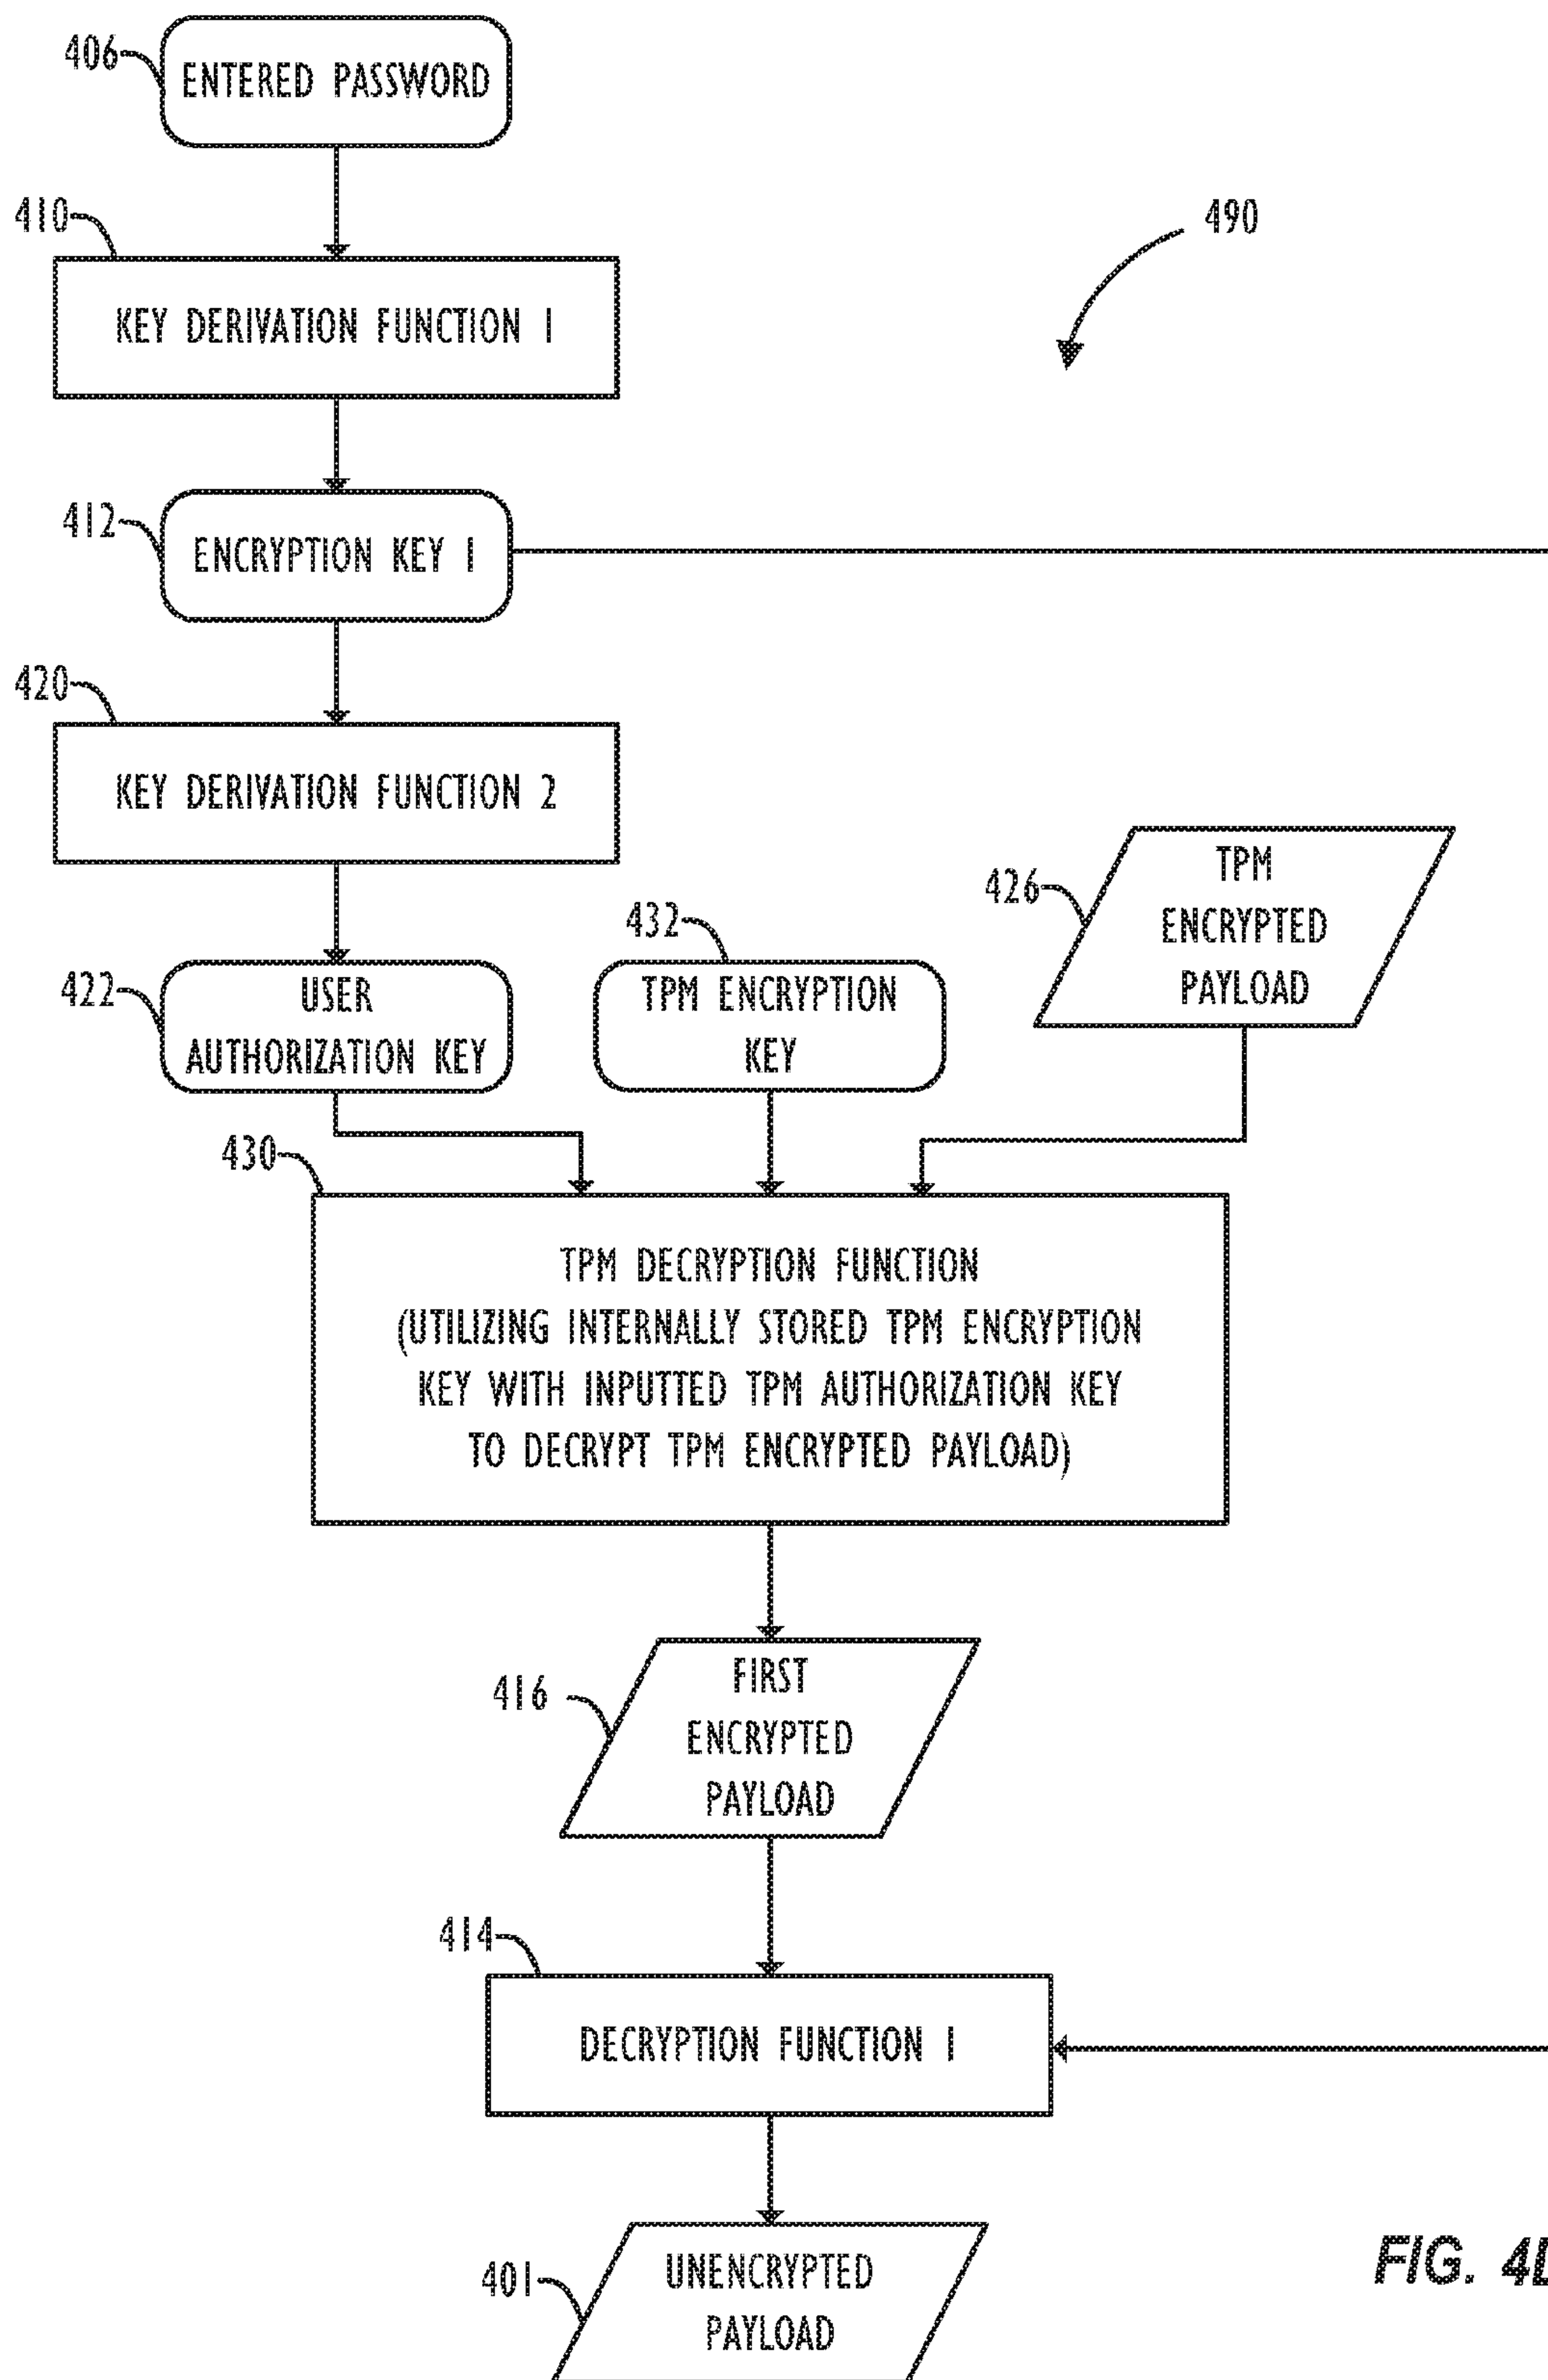 406
ENTERED PASSWORD
410
490
KEY DERIVATION FUNCTION 1
412
ENCRYPTION KEY 1
420
KEY DERIVATION FUNCTION 2
426
TPM
ENCRYPTED
PAYLOAD
432
422
USER
AUTHORIZATION KEY
TPM ENCRYPTION
KEY
430
TPM DECRYPTION FUNCTION
(UTILIZING INTERNALLY STORED TPM ENCRYPTION
KEY WITH INPUTTED TPM AUTHORIZATION KEY
TO DECRYPT TPM ENCRYPTED PAYLOAD)
416
FIRST
ENCRYPTED
PAYLOAD
414
DECRYPTION FUNCTION 1
401
UNENCRYPTED
PAYLOAD
FIG.